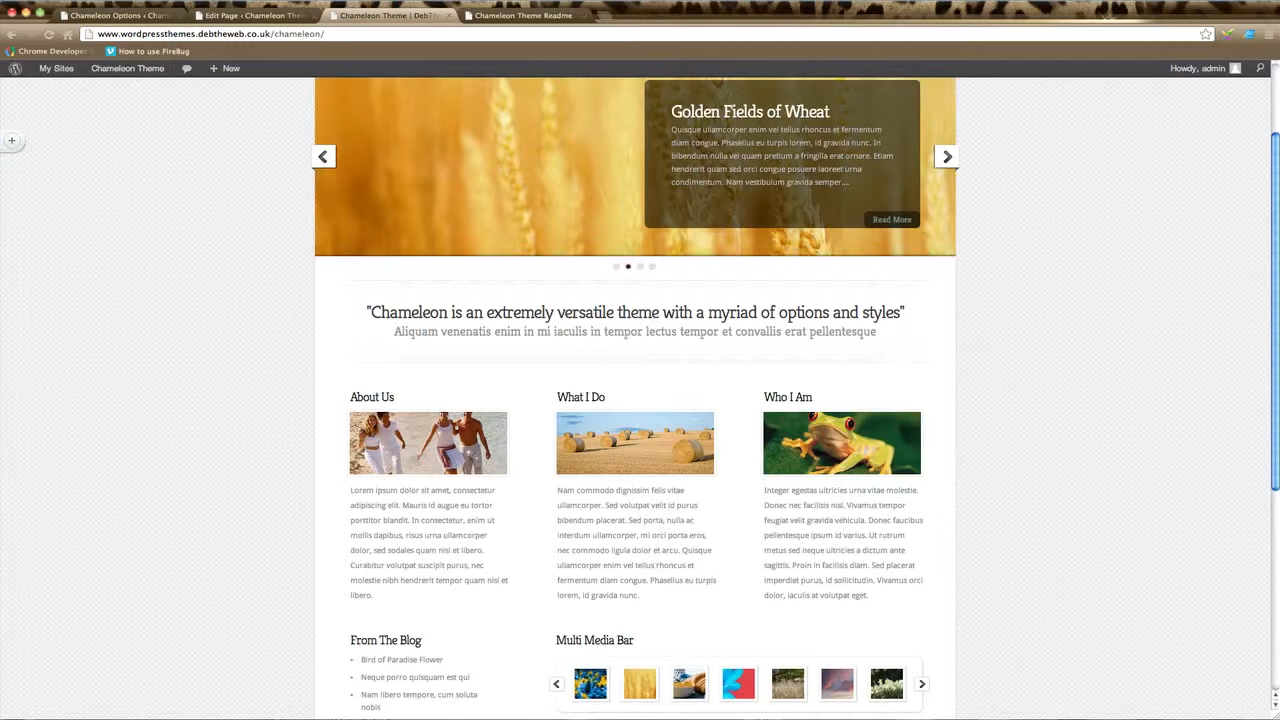 Chameleon Options ‹ Cham
Edit Page ‹ Chameleon Them
Chameleon Theme | DebTh
Chameleon Theme Readme
www.wordpressthemes.debtheweb.co.uk/chameleon/
Chrome Developer
How to use FireBug
My Sites
Chameleon Theme
+ New
Howdy, admin
Golden Fields of Wheat
Quisque ullamcorper enim vel tellus rhoncus et fermentum
diam congue. Phasellus eu turpis lorem, id gravida nunc. In
bibendum nulla vel quam pretium a fringilla erat ornare. Etiam
hendrerit quam sed orci congue posuere laoreet urna
condimentum. Nam vestibulum gravida semper....
Read More
"Chameleon is an extremely versatile theme with a myriad of options and styles"
Aliquam venenatis enim in mi iaculis in tempor lectus tempor et convallis erat pellentesque
About Us
Lorem ipsum dolor sit amet, consectetur
adipiscing elit. Mauris id augue eu tortor
porttitor blandit. In consectetur, enim ut
mollis dapibus, risus urna ullamcorper
dolor, sed sodales quam nisi et libero.
Curabitur volutpat suscipit purus, nec
molestie nibh hendrerit tempor quam nisi et
libero.
What I Do
Nam commodo dignissim felis vitae
ullamcorper. Sed volutpat velit id purus
bibendum placerat. Sed porta, nulla ac
interdum ullamcorper, mi orci porta eros,
nec commodo ligula dolor et arcu. Quisque
ullamcorper enim vel tellus rhoncus et
fermentum diam congue. Phasellus eu turpis
lorem, id gravida nunc.
Who I Am
Integer egestas ultricies urna vitae molestie.
Donec nec facilisis nisl. Vivamus tempor
feugiat velit gravida vehicula. Donec faucibus
pellentesque ipsum id varius. Ut rutrum
metus sed neque ultricies a dictum ante
sagittis. Proin in facilisis diam. Sed placerat
imperdiet purus, id sollicitudin. Vivamus orci
dolor, iaculis at volutpat eget.
From The Blog
Bird of Paradise Flower
Neque porro quisquam est qui
Nam libero tempore, cum soluta
nobis
Multi Media Bar